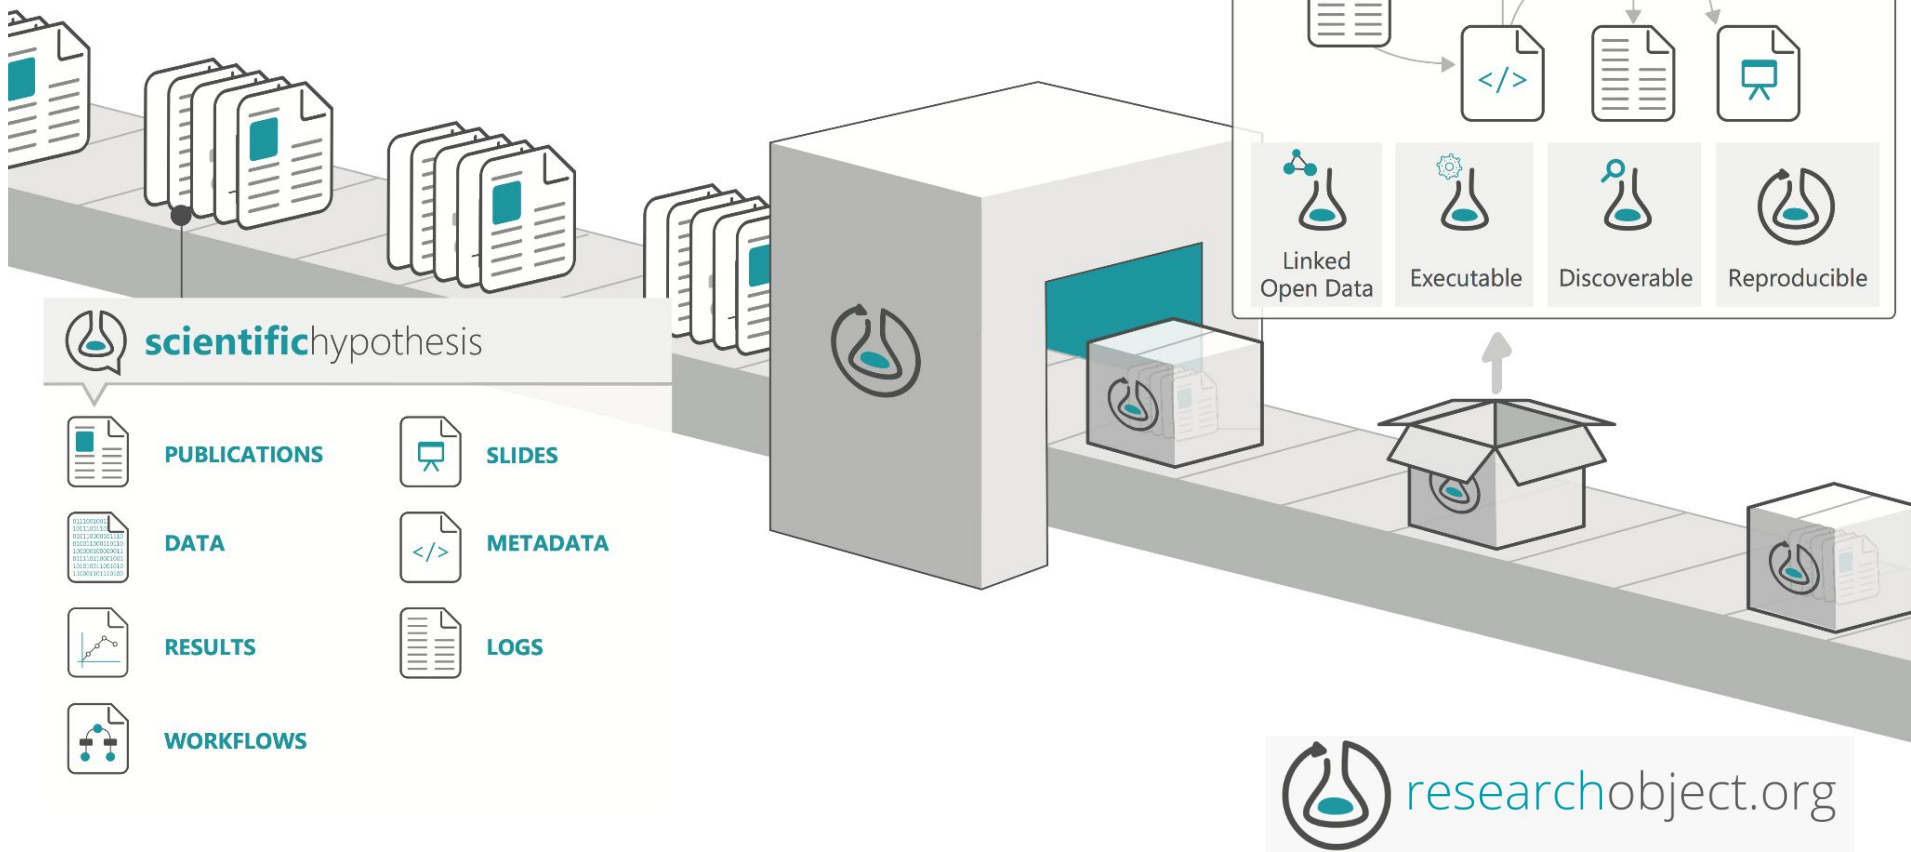 </>
Linked
Open Data
Executable
Discoverable
Reproducible
scientifichypothesis
PUBLICATIONS
SLIDES
DATA
</>
METADATA
RESULTS
LOGS
WORKFLOWS
researchobject.org